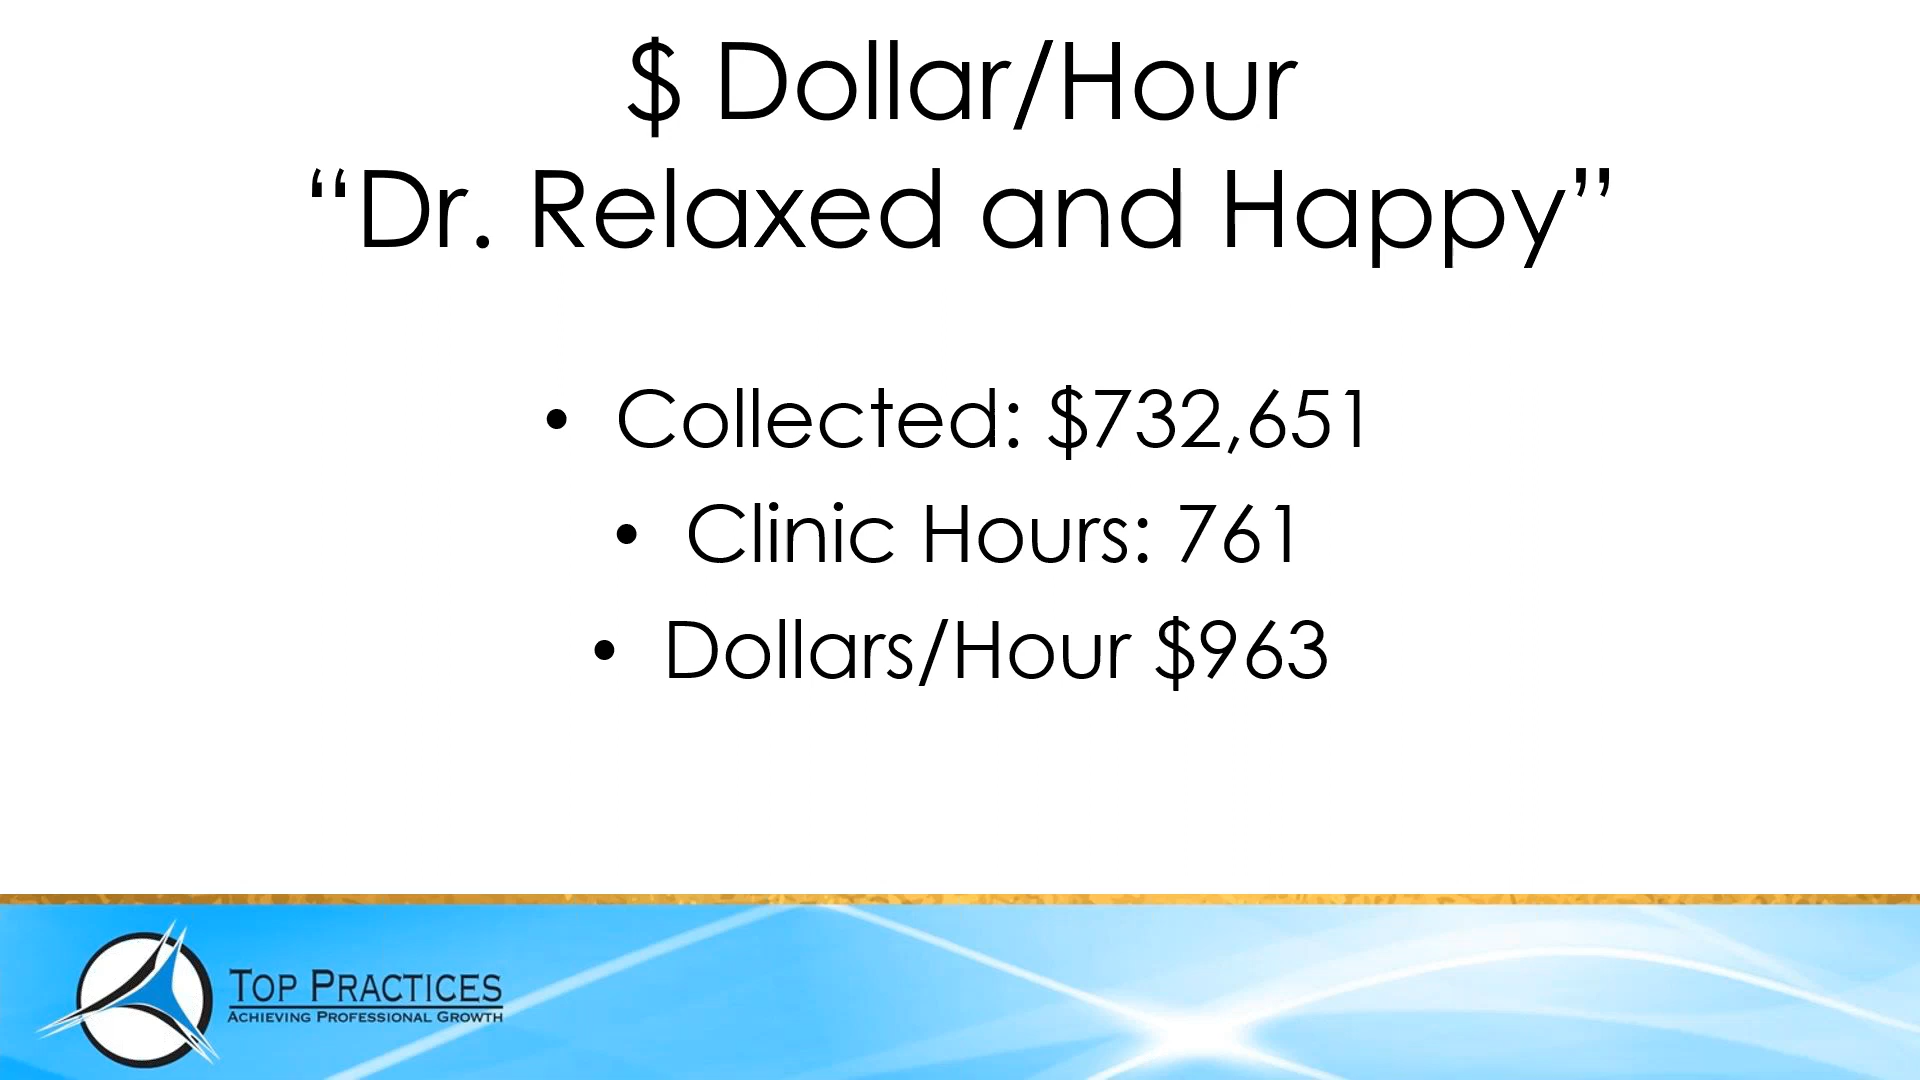 $ Dollar/Hour
“Dr. Relaxed and Happy”
• Collected: $732,651
• Clinic Hours: 761
• Dollars/Hour $963
TOP PRACTICES
ACHIEVING PROFESSIONAL GROWTH